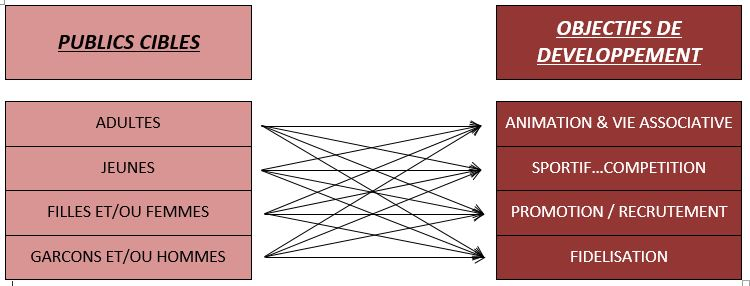 PUBLICS CIBLES
OBJECTIFS DE
DEVELOPPEMENT
ADULTES
ANIMATION & VIE ASSOCIATIVE
JEUNES
SPORTIF...COMPETITION
FILLES ET/OU FEMMES
PROMOTION / RECRUTEMENT
GARCONS ET/OU HOMMES
FIDELISATION